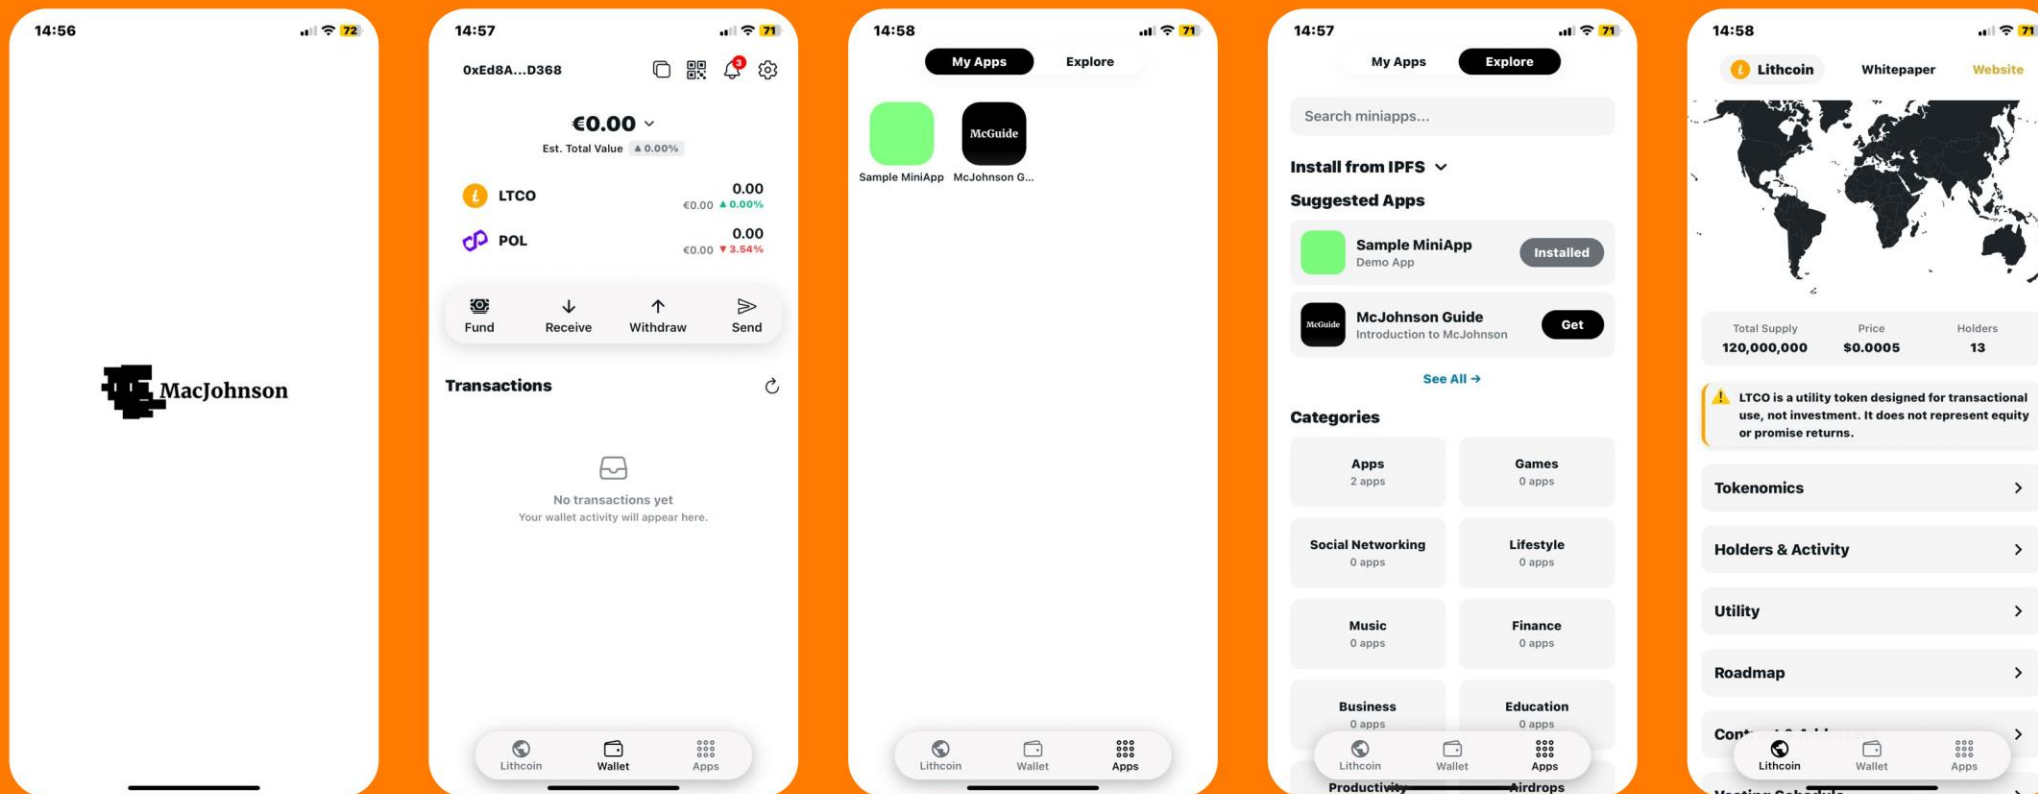 14:56
72
MacJohnson
14:57
71
0xEd8A...D368
3
€0.00
Est. Total Value ▲ 0.00%
LTCO
0.00
€0.00 ▲ 0.00%
POL
0.00
€0.00 ▼ 3.54%
Fund
Receive
Withdraw
Send
Transactions
No transactions yet
Your wallet activity will appear here.
Lithcoin
Wallet
Apps
14:58
71
My Apps
Explore
McGuide
Sample MiniApp
McJohnson G...
Lithcoin
Wallet
Apps
14:57
71
My Apps
Explore
Search miniapps...
Install from IPFS
Suggested Apps
Sample MiniApp
Demo App
Installed
McGuide
McJohnson Guide
Introduction to McJohnson
Get
See All →
Categories
Apps
2 apps
Games
0 apps
Social Networking
0 apps
Lifestyle
0 apps
Music
0 apps
Finance
0 apps
Business
0 apps
Education
0 apps
Lithcoin
Wallet
Apps
Productivity
Airdrops
14:58
71
Lithcoin
Whitepaper
Website
Total Supply
120,000,000
Price
$0.0005
Holders
13
LTCO is a utility token designed for transactional
use, not investment. It does not represent equity
or promise returns.
Tokenomics
Holders & Activity
Utility
Roadmap
Lithcoin
Wallet
Apps